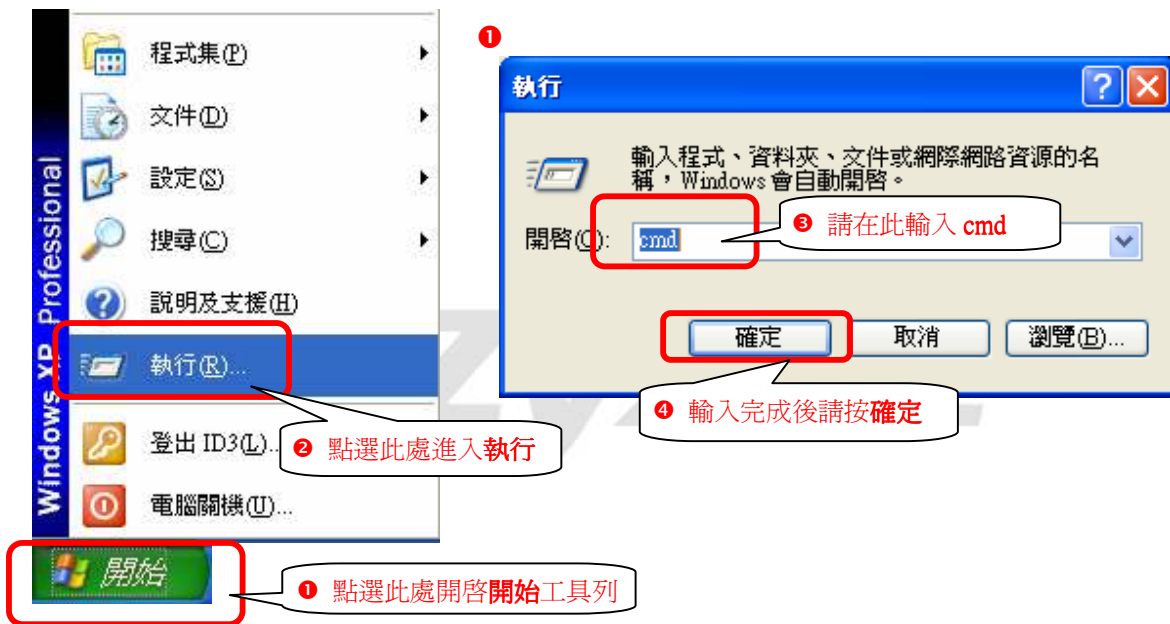 Windows XP Professional
程式集(P)
文件(D)
設定(S)
搜尋(C)
說明及支援(H)
執行(R)...
登出 ID3(L)...
電腦關機(U)...
開始
❶ 點選此處開啓開始工具列
❷ 點選此處進入執行
❶
執行
輸入程式、資料夾、文件或網際網路資源的名
稱，Windows 會自動開啓。
開啓(O):
cmd
❸ 請在此輸入 cmd
確定
取消
瀏覽(B)...
❹ 輸入完成後請按確定